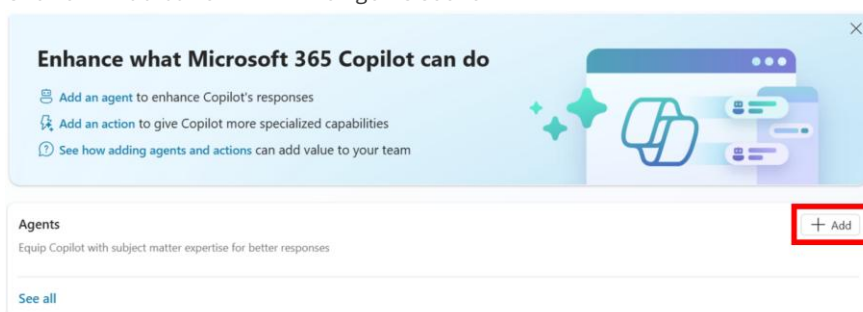 Enhance what Microsoft 365 Copilot can do
Add an agent to enhance Copilot's responses
Add an action to give Copilot more specialized capabilities
See how adding agents and actions can add value to your team
Agents
+ Add
Equip Copilot with subject matter expertise for better responses
See all